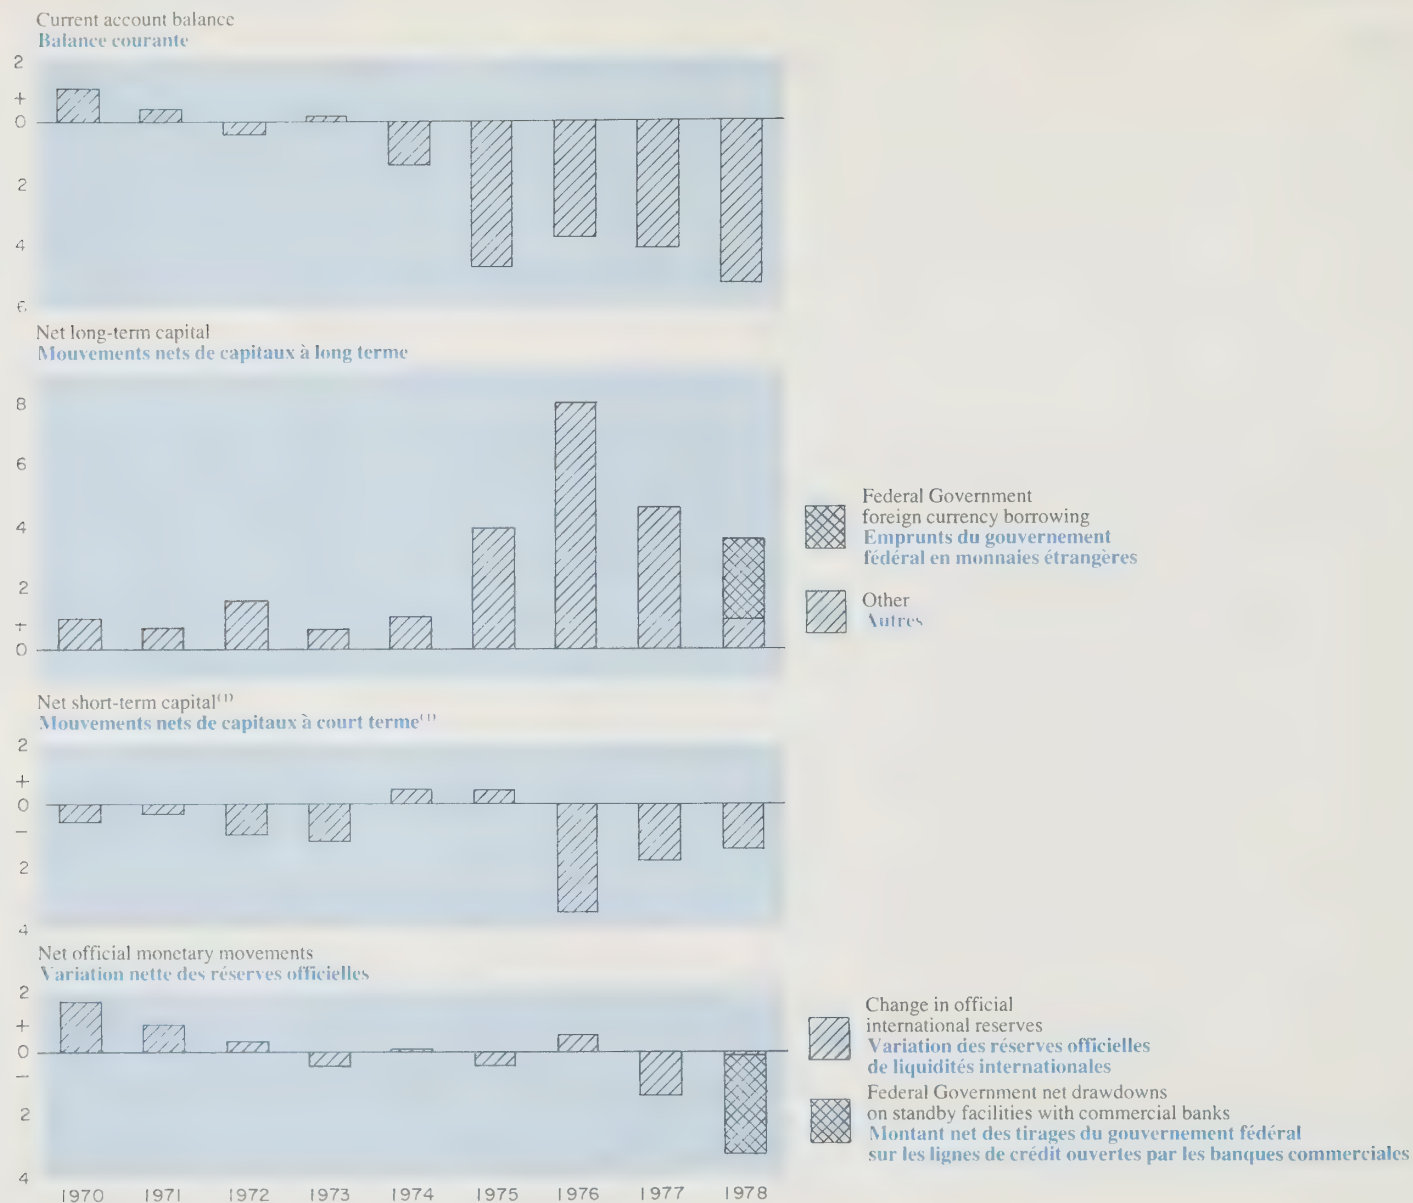 Current account balance
Balance courante
2
+
0
2
4
6
Net long-term capital
Mouvements nets de capitaux à long terme
8
6
4
2
+
0
Federal Government
foreign currency borrowing
Emprunts du gouvernement
fédéral en monnaies étrangères
Other
Autres
Net short-term capital(1)
Mouvements nets de capitaux à court terme(1)
2
+
0
−
2
4
Net official monetary movements
Variation nette des réserves officielles
2
+
0
−
2
4
Change in official
international reserves
Variation des réserves officielles
de liquidités internationales
Federal Government net drawdowns
on standby facilities with commercial banks
Montant net des tirages du gouvernement fédéral
sur les lignes de crédit ouvertes par les banques commerciales
1970 1971 1972 1973 1974 1975 1976 1977 1978